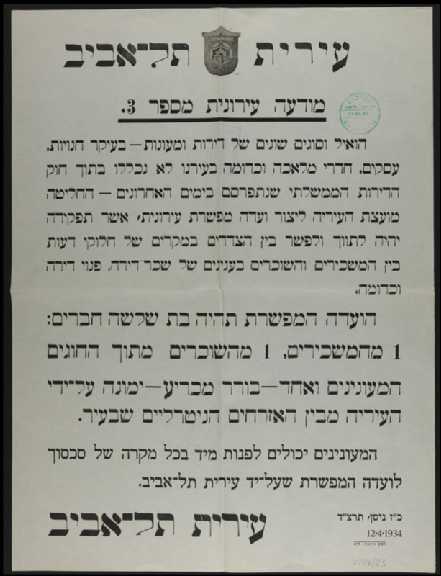 עירית תל־אביב
מודעה עירונית מספר 3.
הואיל וסוגים שונים של דירות ומעונות — בעיקר חנויות,
עסקים, חדרי מלאכה וכדומה בעירנו לא נכללו בתוך חוק
הדירות הממשלתי שנתפרסם בימים האחרונים — החליטה
מועצת העיריה ליצור ועדה מפשרת עירונית, אשר תפקידה
יהיה לתווך ולפשר בין הצדדים במקרים של חלוקי דעות
בין המשכירים והשוכרים בענינים של שכר־דירה, פנוי דירה
וכדומה.
הועדה המפשרת תהיה בת שלשה חברים:
1 מהמשכירים, 1 מהשוכרים מתוך החוגים
המעונינים ואחד—בורר מכריע—ימונה על־ידי
העיריה מבין האזרחים הניטרליים שבעיר.
המעונינים יכולים לפנות מיד בכל מקרה של סכסוך
לועדה המפשרת שעל־יד עירית תל־אביב.
כ"ז ניסן, תרצ"ד
12.4.1934
עירית תל־אביב